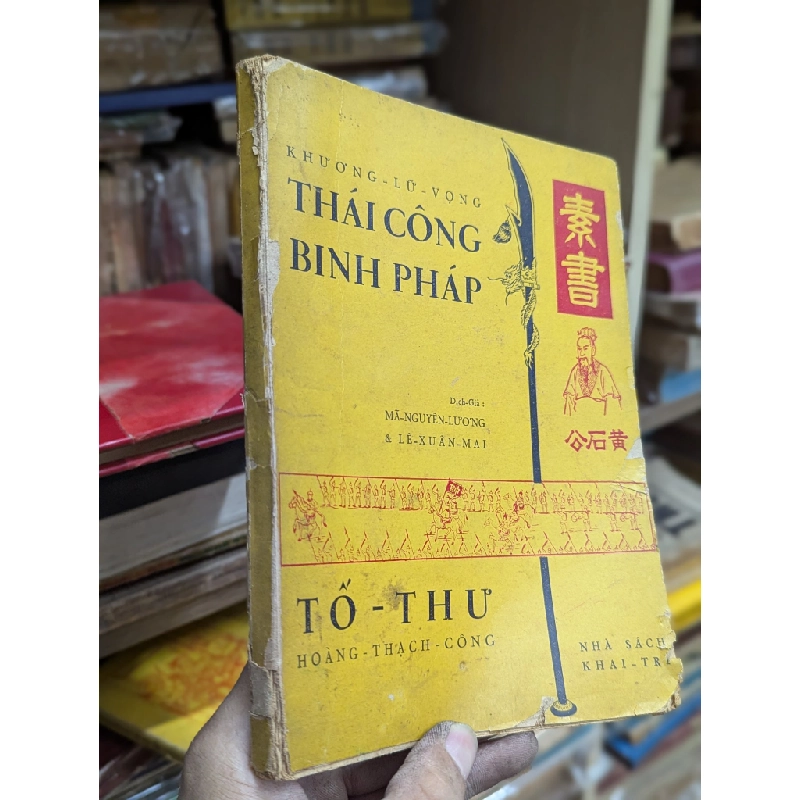 KHƯƠNG-LỮ-VỌNG
THÁI CÔNG
BINH PHÁP
素書
黄石公
Dịch-Giả :
MÃ-NGUYÊN-LƯƠNG
& LÊ-XUÂN-MAI
TỐ - THƯ
HOÀNG-THẠCH-CÔNG
NHÀ SÁCH
KHAI-TRÍ